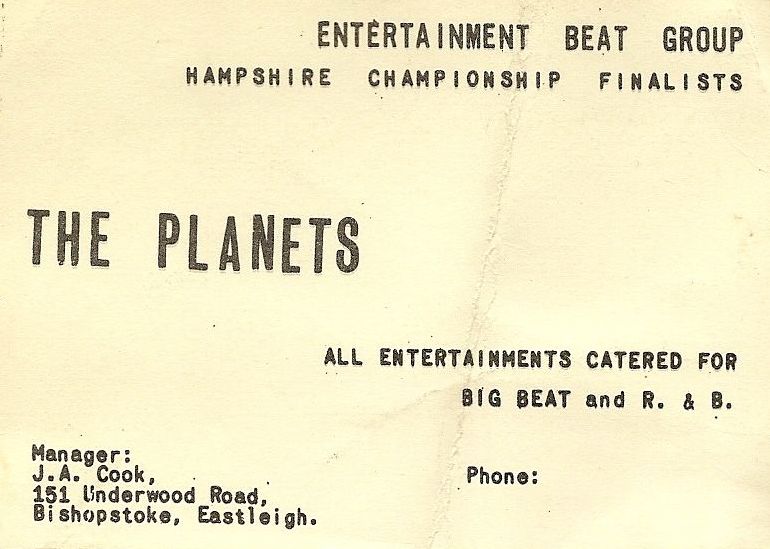 ENTERTAINMENT BEAT GROUP
HAMPSHIRE CHAMPIONSHIP FINALISTS
THE PLANETS
ALL ENTERTAINMENTS CATERED FOR
BIG BEAT and R. & B.
Manager:
J.A. Cook,
151 Underwood Road,
Bishopstoke, Eastleigh.
Phone: